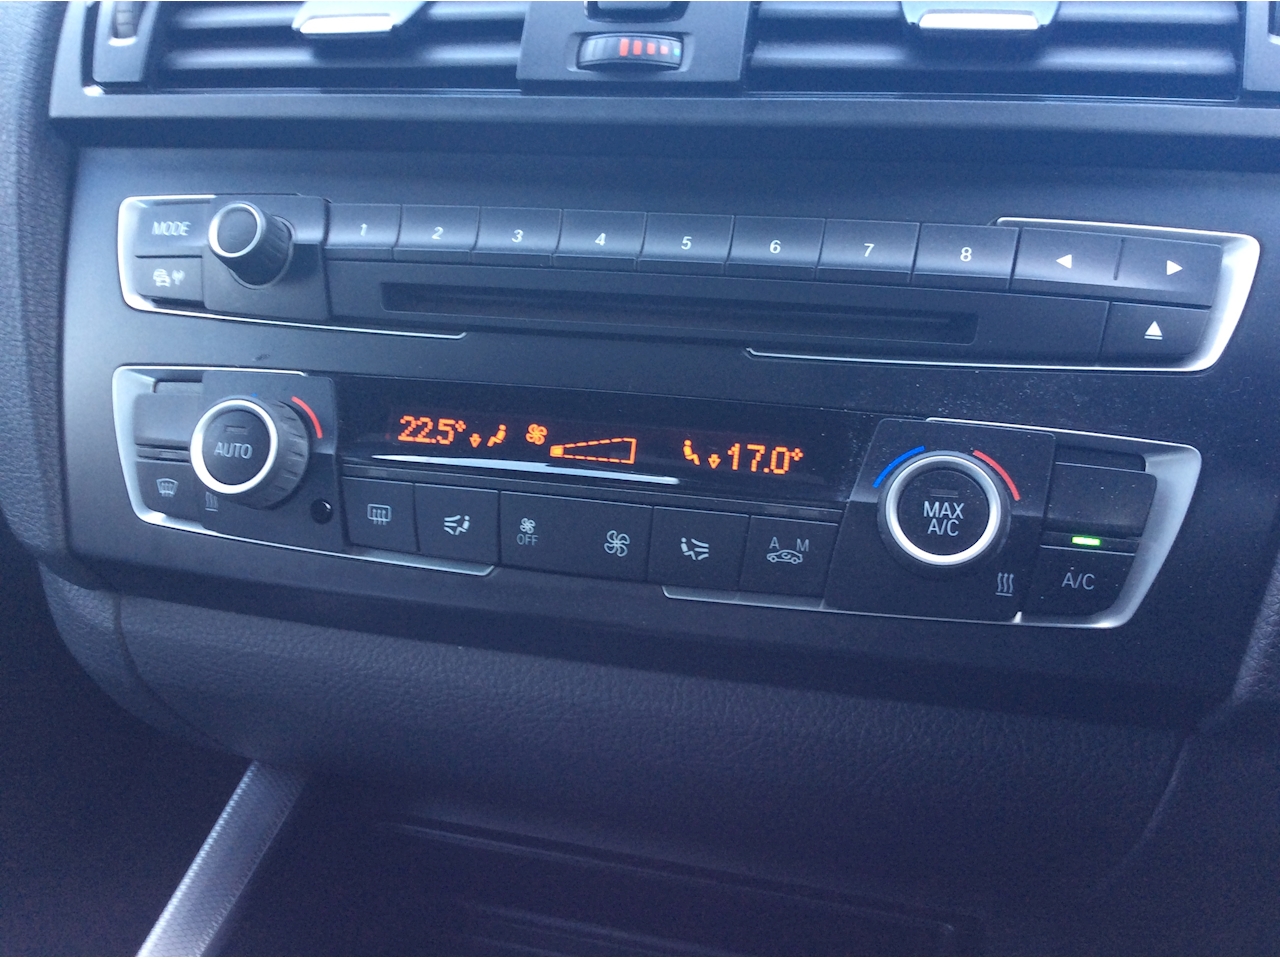 MODE
1 2 3 4 5 6 7 8
22.5° 17.0°
AUTO
MAX
A/C
OFF
A M
A/C